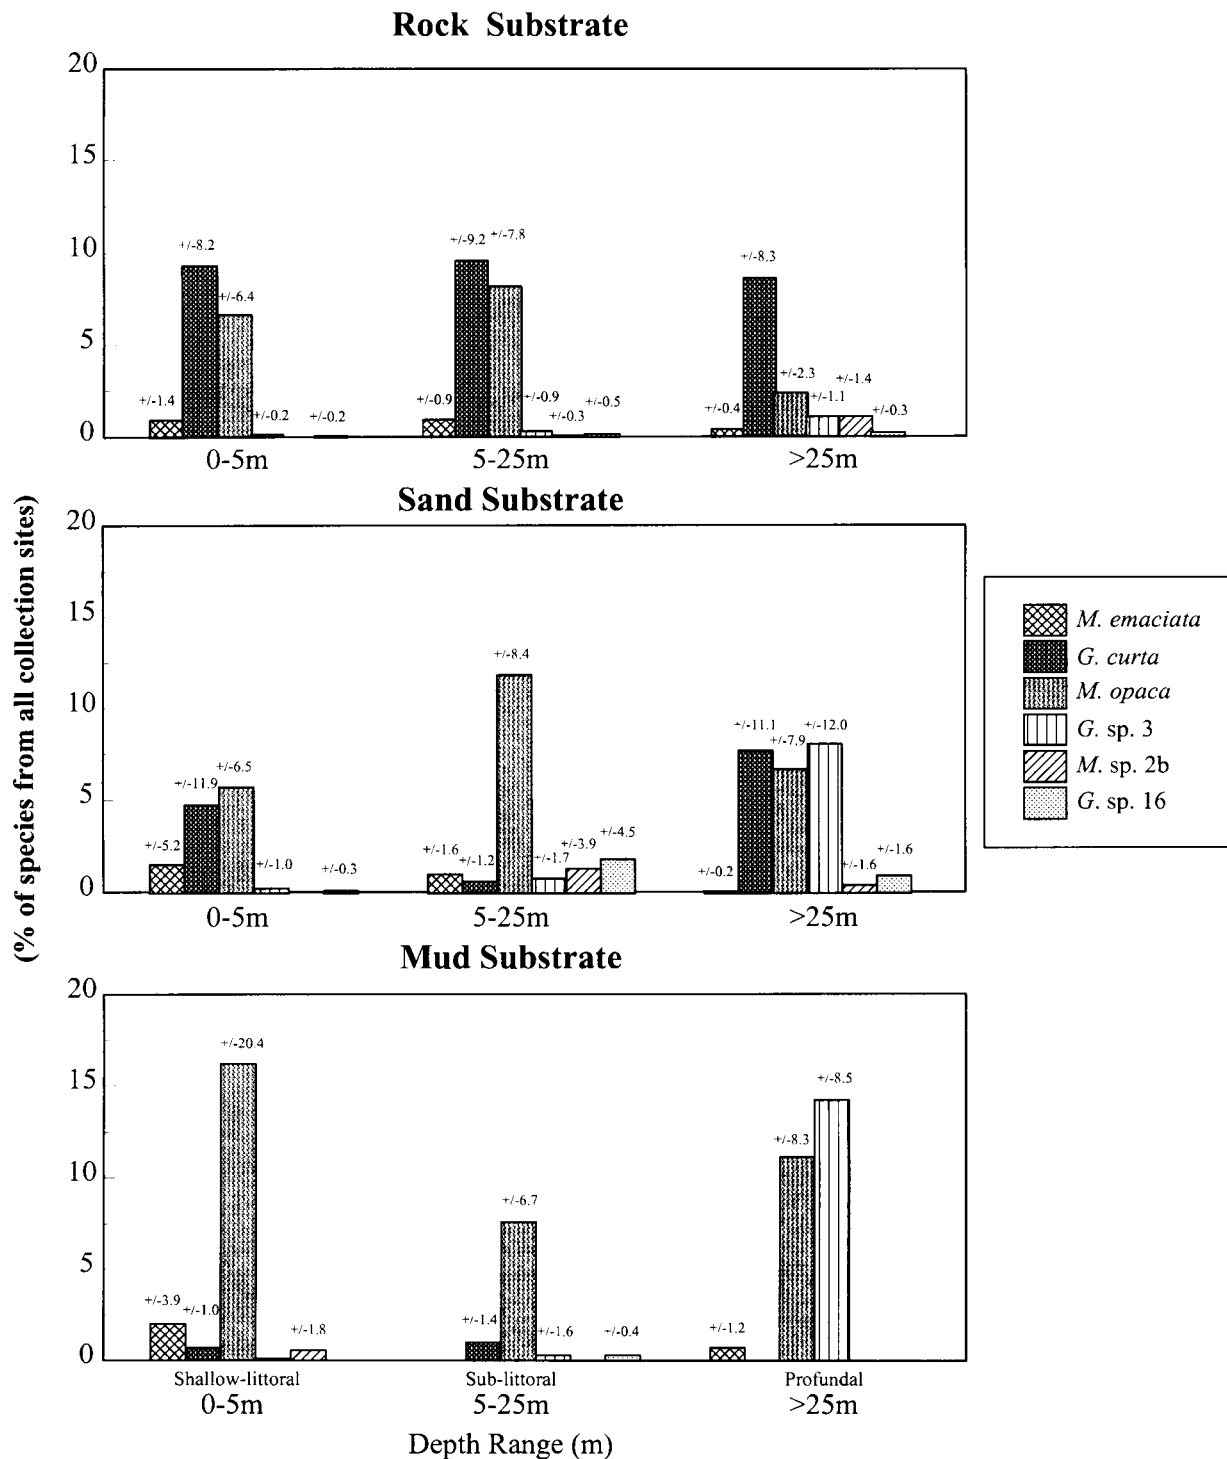 Rock Substrate
20
15
10
5
0
+/-1.4
+/-8.2
+/-6.4
+/-0.2
+/-0.2
+/-0.9
+/-9.2
+/-7.8
+/-0.9
+/-0.3
+/-0.5
+/-0.4
+/-8.3
+/-2.3
+/-1.1
+/-1.4
+/-0.3
0-5m
5-25m
>25m
(% of species from all collection sites)
Sand Substrate
20
15
10
5
0
+/-5.2
+/-11.9
+/-6.5
+/-1.0
+/-0.3
+/-1.6
+/-1.2
+/-8.4
+/-1.7
+/-3.9
+/-4.5
+/-0.2
+/-11.1
+/-7.9
+/-12.0
+/-1.6
+/-1.6
0-5m
5-25m
>25m
M. emaciata
G. curta
M. opaca
G. sp. 3
M. sp. 2b
G. sp. 16
Mud Substrate
20
15
10
5
0
+/-3.9
+/-1.0
+/-20.4
+/-1.8
+/-1.4
+/-6.7
+/-1.6
+/-0.4
+/-1.2
+/-8.3
+/-8.5
Shallow-littoral
Sub-littoral
Profundal
0-5m
5-25m
>25m
Depth Range (m)